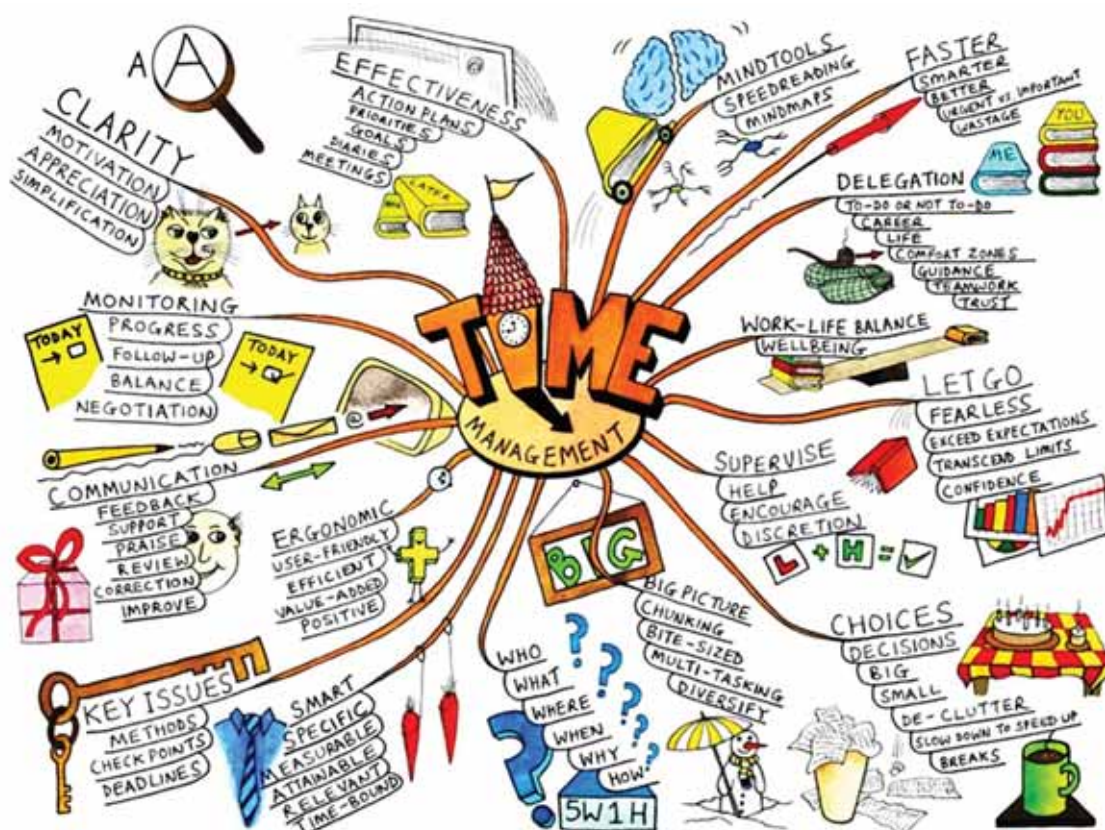 TIME
MANAGEMENT
A A
CLARITY
MOTIVATION
APPRECIATION
SIMPLIFICATION
EFFECTIVENESS
ACTION PLANS
PRIORITIES
GOALS
DIARIES
MEETINGS
LATER
@
MINDTOOLS
SPEEDREADING
MINDMAPS
FASTER
SMARTER
BETTER
URGENT VS IMPORTANT
WASTAGE
YOU
ME
DELEGATION
TO-DO OR NOT TO-DO
CAREER
LIFE
COMFORT ZONES
GUIDANCE
TEAMWORK
TRUST
WORK-LIFE BALANCE
WELLBEING
LET GO
FEARLESS
EXCEED EXPECTATIONS
TRANSCEND LIMITS
CONFIDENCE
SUPERVISE
HELP
ENCOURAGE
DISCRETION
L + H =
CHOICES
DECISIONS
BIG
SMALL
DE-CLUTTER
SLOW DOWN TO SPEED UP
BREAKS
BIG
BIG PICTURE
CHUNKING
BITE-SIZED
MULTI-TASKING
DIVERSIFY
WHO
WHAT
WHERE
WHEN
WHY
HOW
? ? ? ? ? ?
5W1H
SMART
SPECIFIC
MEASURABLE
ATTAINABLE
RELEVANT
TIME-BOUND
KEY ISSUES
METHODS
CHECKPOINTS
DEADLINES
ERGONOMIC
USER-FRIENDLY
EFFICIENT
VALUE-ADDED
POSITIVE
COMMUNICATION
FEEDBACK
SUPPORT
PRAISE
REVIEW
CORRECTION
IMPROVE
@
MONITORING
PROGRESS
FOLLOW-UP
BALANCE
NEGOTIATION
TODAY
TODAY